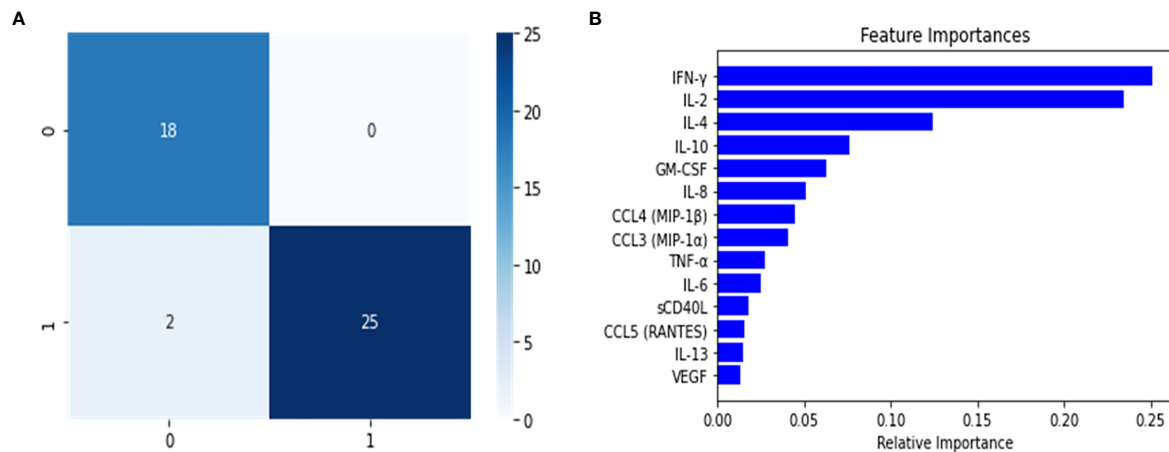 A
0
1
18
0
2
25
0
1
25
20
15
10
5
0
B
Feature Importances
IFN-γ
IL-2
IL-4
IL-10
GM-CSF
IL-8
CCL4 (MIP-1β)
CCL3 (MIP-1α)
TNF-α
IL-6
sCD40L
CCL5 (RANTES)
IL-13
VEGF
0.00 0.05 0.10 0.15 0.20 0.25
Relative Importance